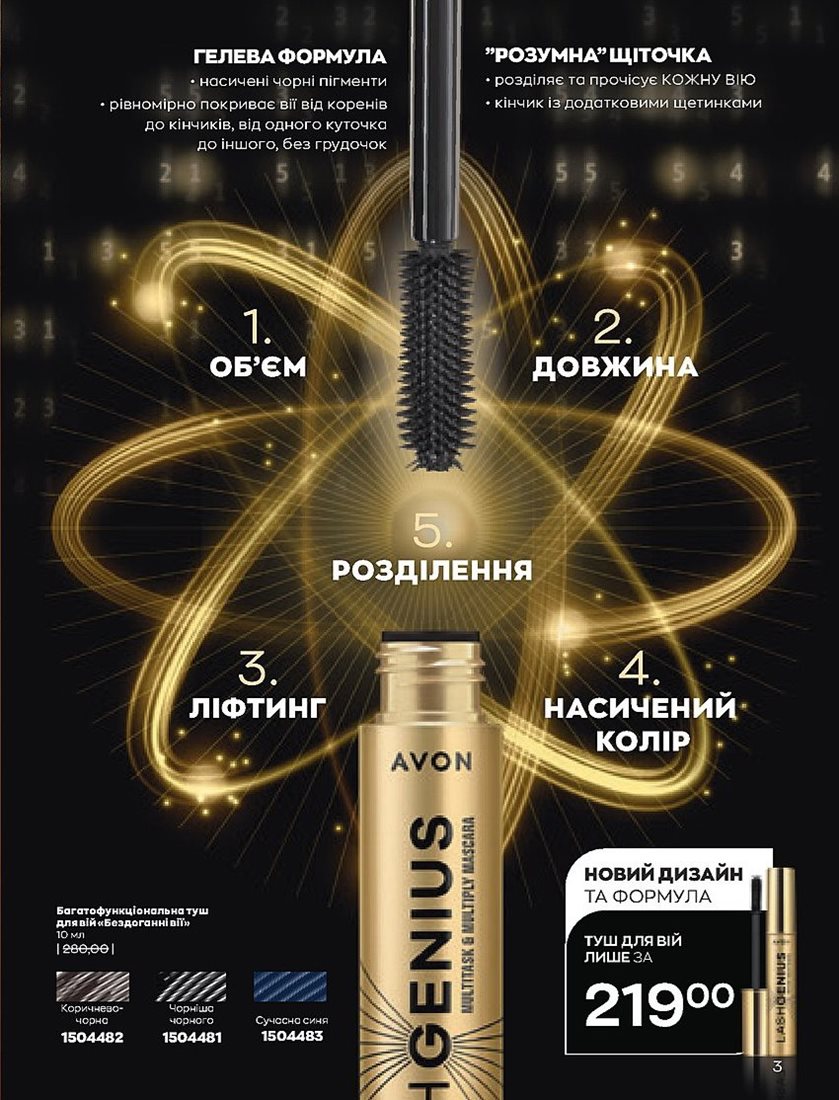 ГЕЛЕВА ФОРМУЛА
• насичені чорні пігменти
• рівномірно покриває вії від коренів
до кінчиків, від одного куточка
до іншого, без грудочок
"РОЗУМНА" ЩІТОЧКА
• розділяє та прочісує КОЖНУ ВІЮ
• кінчик із додатковими щетинками
1.
ОБ'ЄМ
2.
ДОВЖИНА
5.
РОЗДІЛЕННЯ
3.
ЛІФТИНГ
4.
НАСИЧЕНИЙ
КОЛІР
AVON
GENIUS
MULTITASK & MULTIPLY MASCARA
Багатофункціональна туш
для вій «Бездоганні вії»
10 мл
| 280,00 |
Коричнево-
чорна
1504482
Чорніша
чорного
1504481
Сучасна синя
1504483
НОВИЙ ДИЗАЙН
ТА ФОРМУЛА
ТУШ ДЛЯ ВІЙ
ЛИШЕ ЗА
219⁰⁰
AVON
LASHGENIUS
3